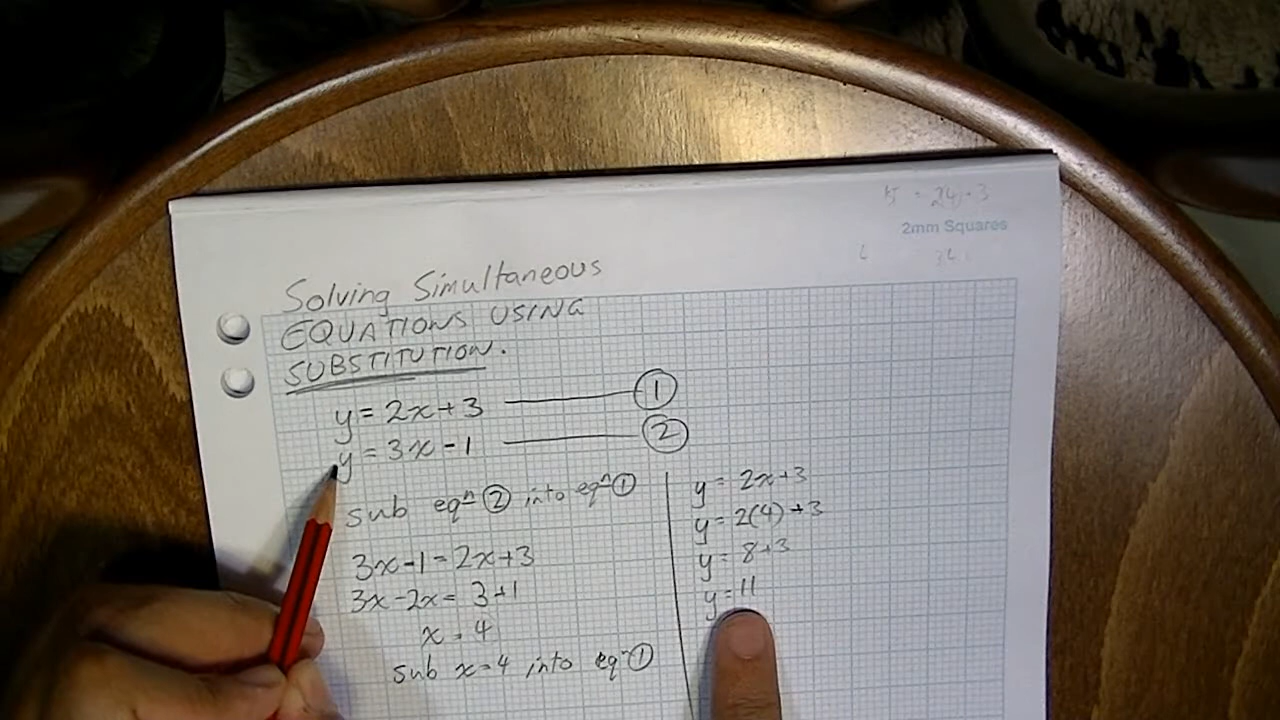 2mm Squares
Solving Simultaneous
EQUATIONS USING
SUBSTITUTION.
y = 2x + 3 ①
y = 3x - 1 ②
sub eqⁿ ② into eqⁿ ①
3x - 1 = 2x + 3
3x - 2x = 3 + 1
x = 4
sub x = 4 into eqⁿ ①
y = 2x + 3
y = 2(4) + 3
y = 8 + 3
y = 11